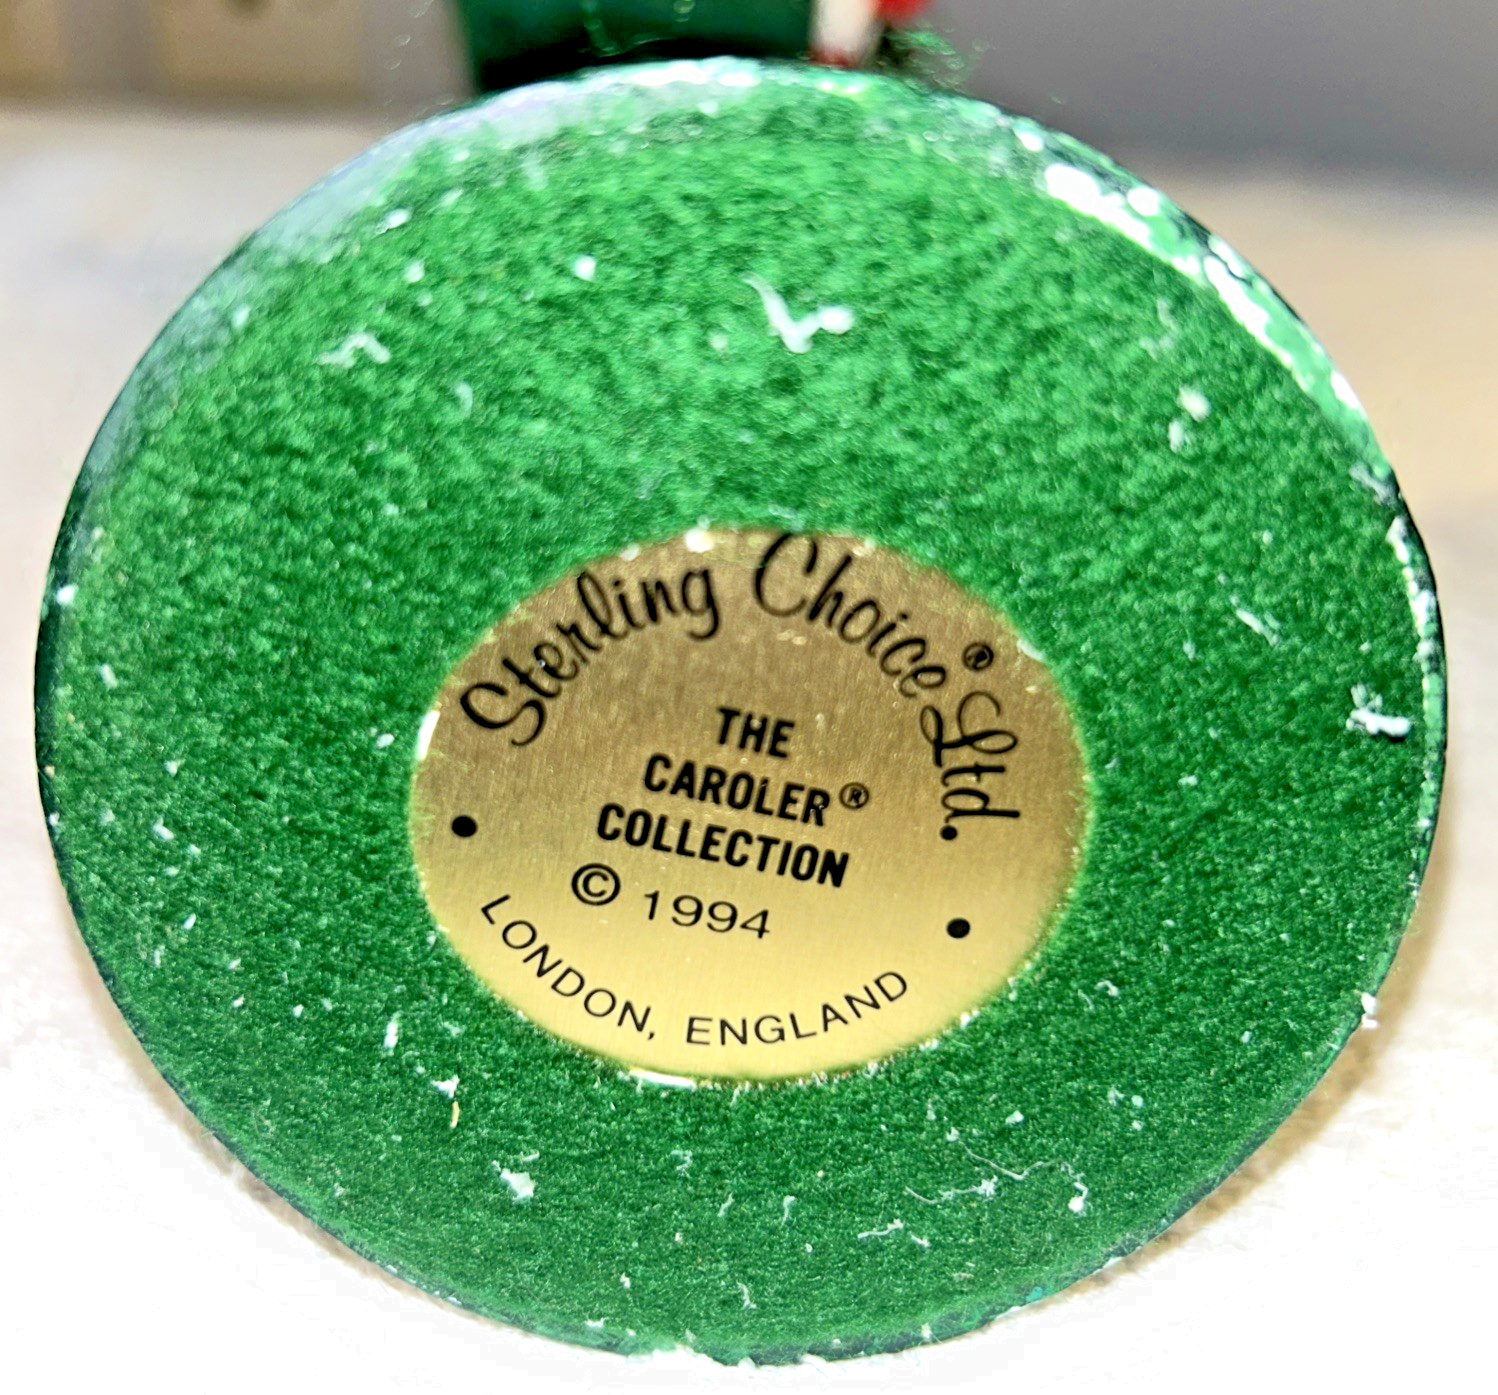 Sterling Choice® Ltd.
THE
CAROLER®
COLLECTION
© 1994
LONDON, ENGLAND